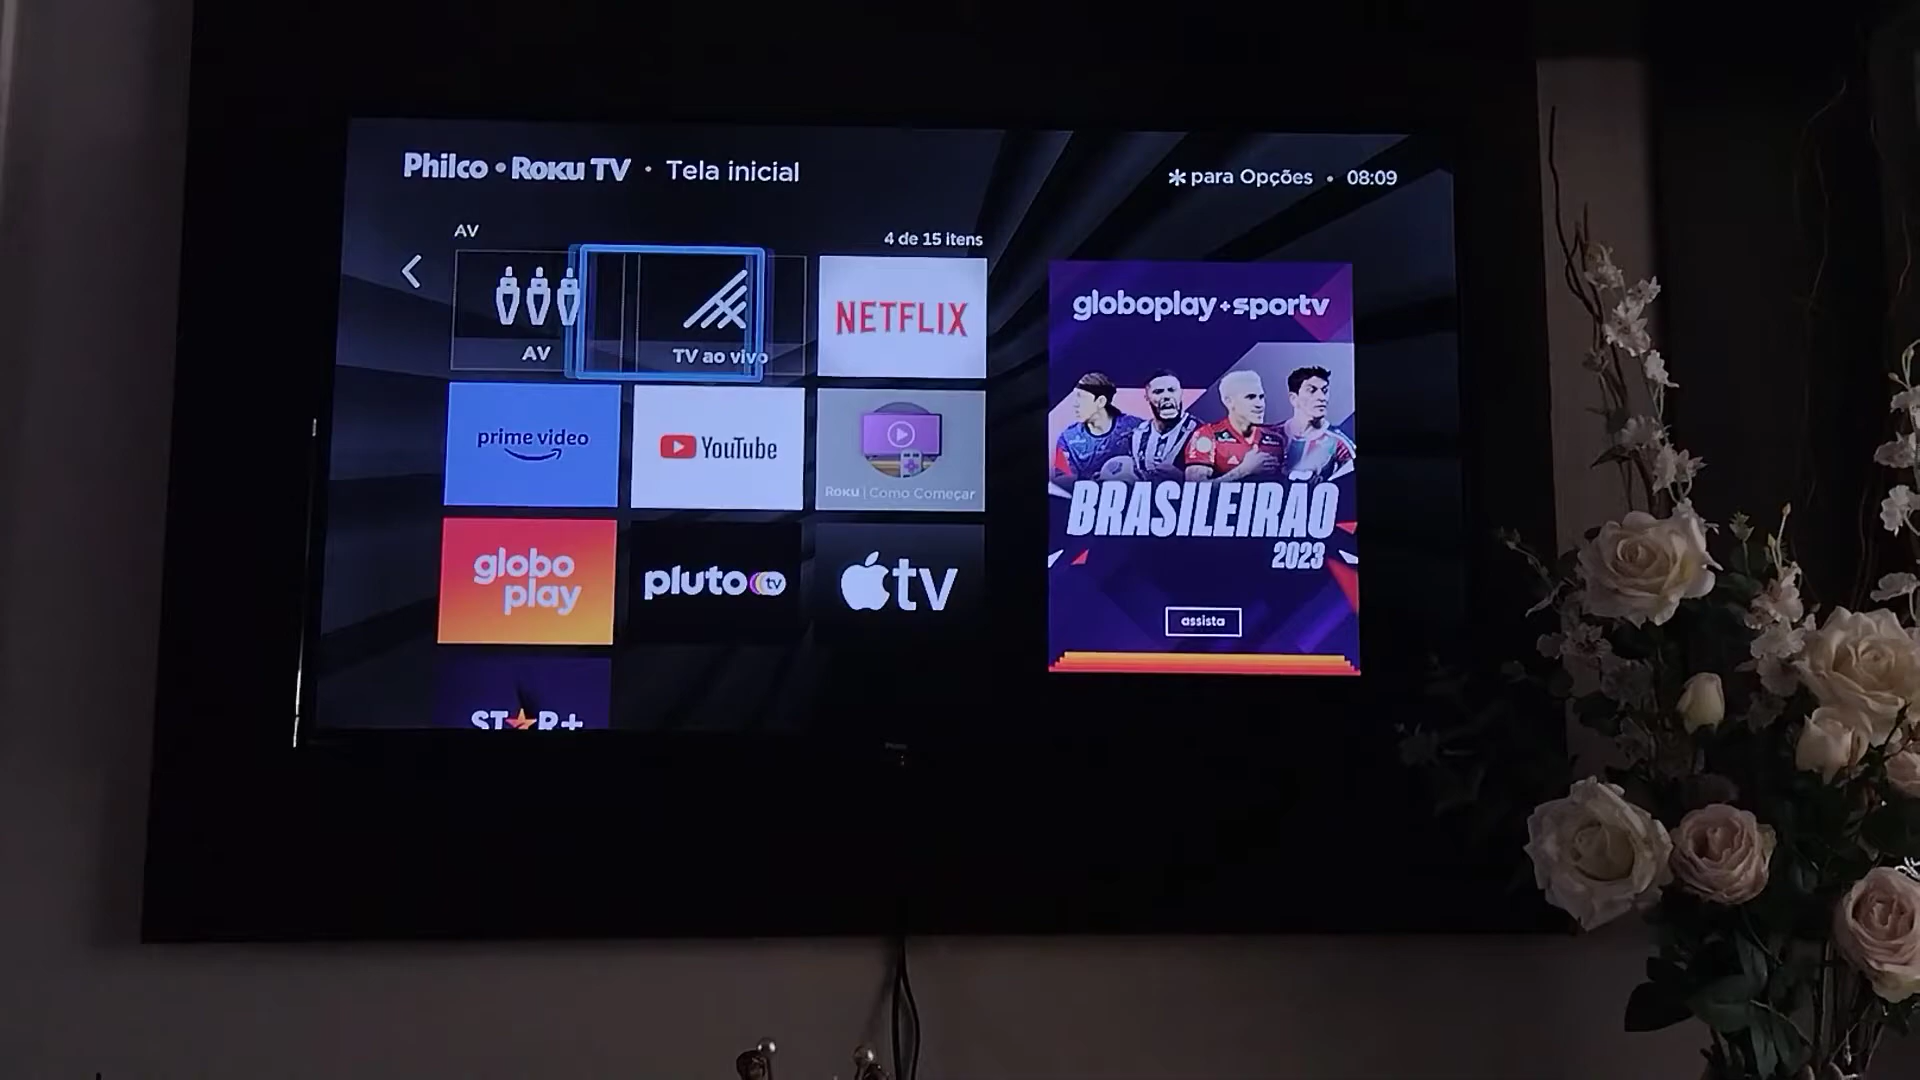 Philco • Roku TV • Tela inicial
* para Opções • 08:09
AV
4 de 15 itens
AV
TV ao vivo
NETFLIX
prime video
YouTube
Roku | Como Começar
globo
play
pluto tv
tv
STAR+
globoplay + sportv
BRASILEIRÃO
2023
assista